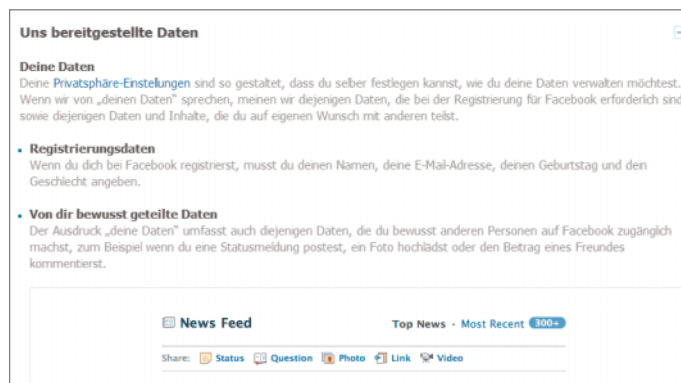 Uns bereitgestellte Daten
Deine Daten
Deine Privatsphäre-Einstellungen sind so gestaltet, dass du selber festlegen kannst, wie du deine Daten verwalten möchtest.
Wenn wir von „deinen Daten“ sprechen, meinen wir diejenigen Daten, die bei der Registrierung für Facebook erforderlich sind
sowie diejenigen Daten und Inhalte, die du auf eigenen Wunsch mit anderen teilst.
Registrierungsdaten
Wenn du dich bei Facebook registrierst, musst du deinen Namen, deine E-Mail-Adresse, deinen Geburtstag und dein
Geschlecht angeben.
Von dir bewusst geteilte Daten
Der Ausdruck „deine Daten“ umfasst auch diejenigen Daten, die du bewusst anderen Personen auf Facebook zugänglich
machst, zum Beispiel wenn du eine Statusmeldung postest, ein Foto hochlädst oder den Beitrag eines Freundes
kommentierst.
News Feed Top News · Most Recent 300+
Share: Status Question Photo Link Video